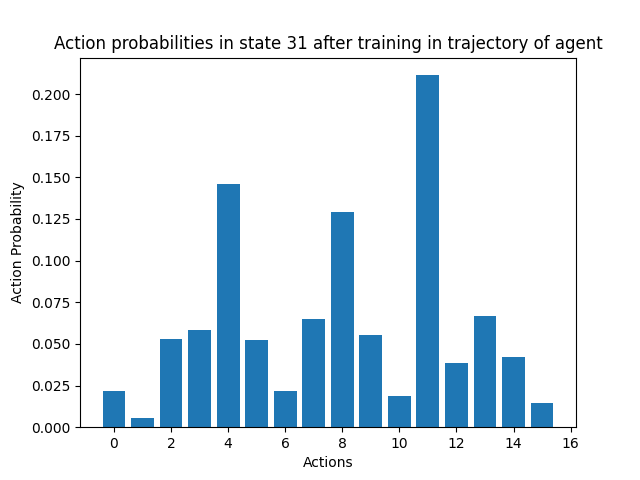 Action probabilities in state 31 after training in trajectory of agent
0.200
0.175
0.150
0.125
0.100
0.075
0.050
0.025
0.000
Action Probability
0 2 4 6 8 10 12 14 16
Actions